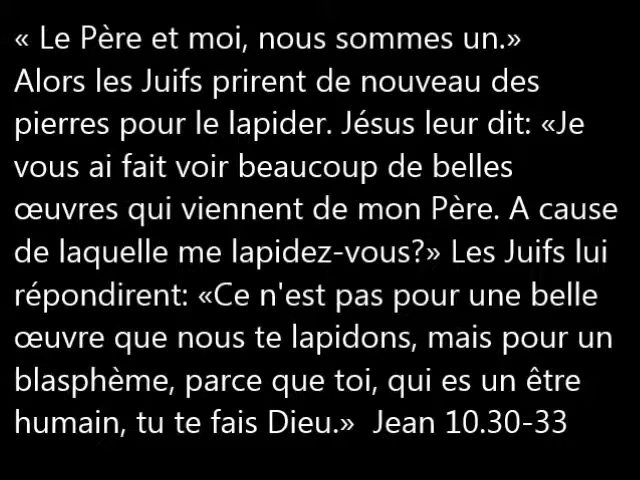 « Le Père et moi, nous sommes un.»
Alors les Juifs prirent de nouveau des
pierres pour le lapider. Jésus leur dit: «Je
vous ai fait voir beaucoup de belles
œuvres qui viennent de mon Père. A cause
de laquelle me lapidez-vous?» Les Juifs lui
répondirent: «Ce n'est pas pour une belle
œuvre que nous te lapidons, mais pour un
blasphème, parce que toi, qui es un être
humain, tu te fais Dieu.»  Jean 10.30-33